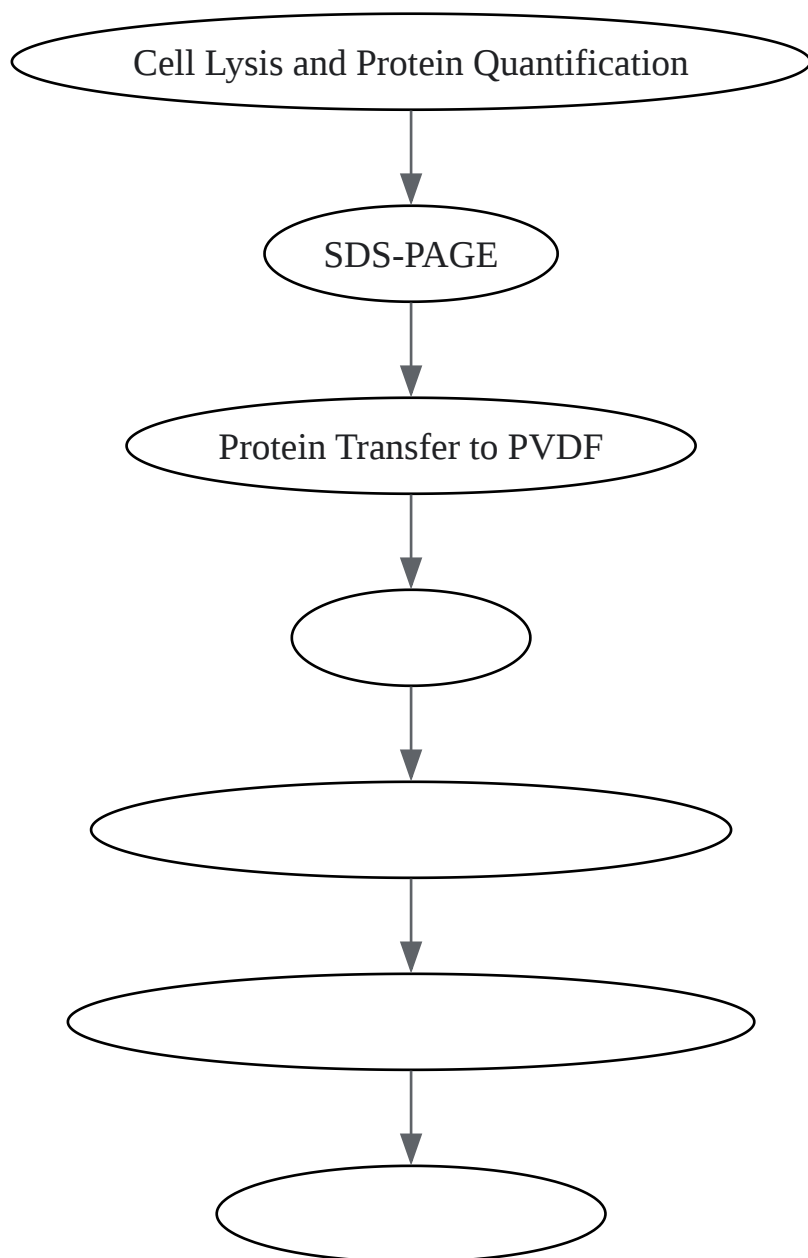 Cell Lysis and Protein Quantification
SDS-PAGE
Protein Transfer to PVDF